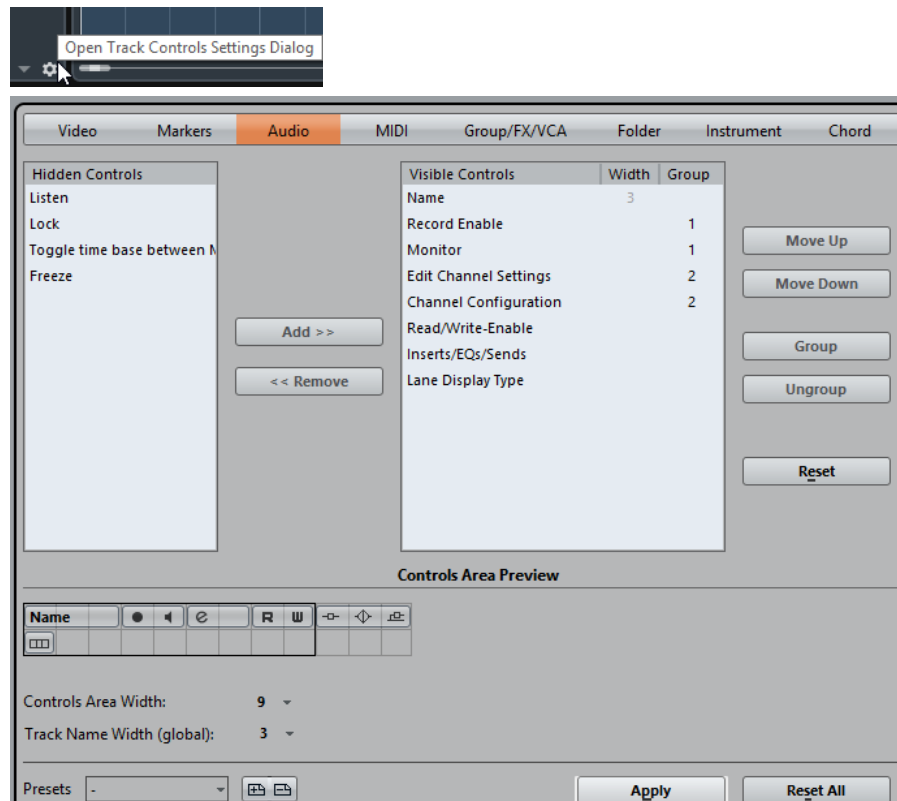 Open Track Controls Settings Dialog
Video Markers Audio MIDI Group/FX/VCA Folder Instrument Chord
Hidden Controls
Listen
Lock
Toggle time base between
Freeze
Add >>
<< Remove
Visible Controls Width Group
Name 3
Record Enable 1
Monitor 1
Edit Channel Settings 2
Channel Configuration 2
Read/Write-Enable
Inserts/EQs/Sends
Lane Display Type
Move Up
Move Down
Group
Ungroup
Reset
Controls Area Preview
Name e R W
Controls Area Width: 9
Track Name Width (global): 3
Presets - Apply Reset All